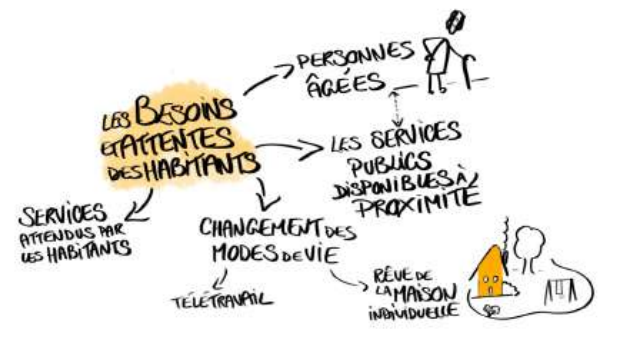 LES BESOINS
ET ATTENTES
DES HABITANTS
PERSONNES
ÂGÉES
LES SERVICES
PUBLICS
DISPONIBLES À
PROXIMITÉ
SERVICES
ATTENDUS PAR
LES HABITANTS
CHANGEMENT DES
MODES DE VIE
TÉLÉTRAVAIL
RÊVE DE
LA MAISON
INDIVIDUELLE